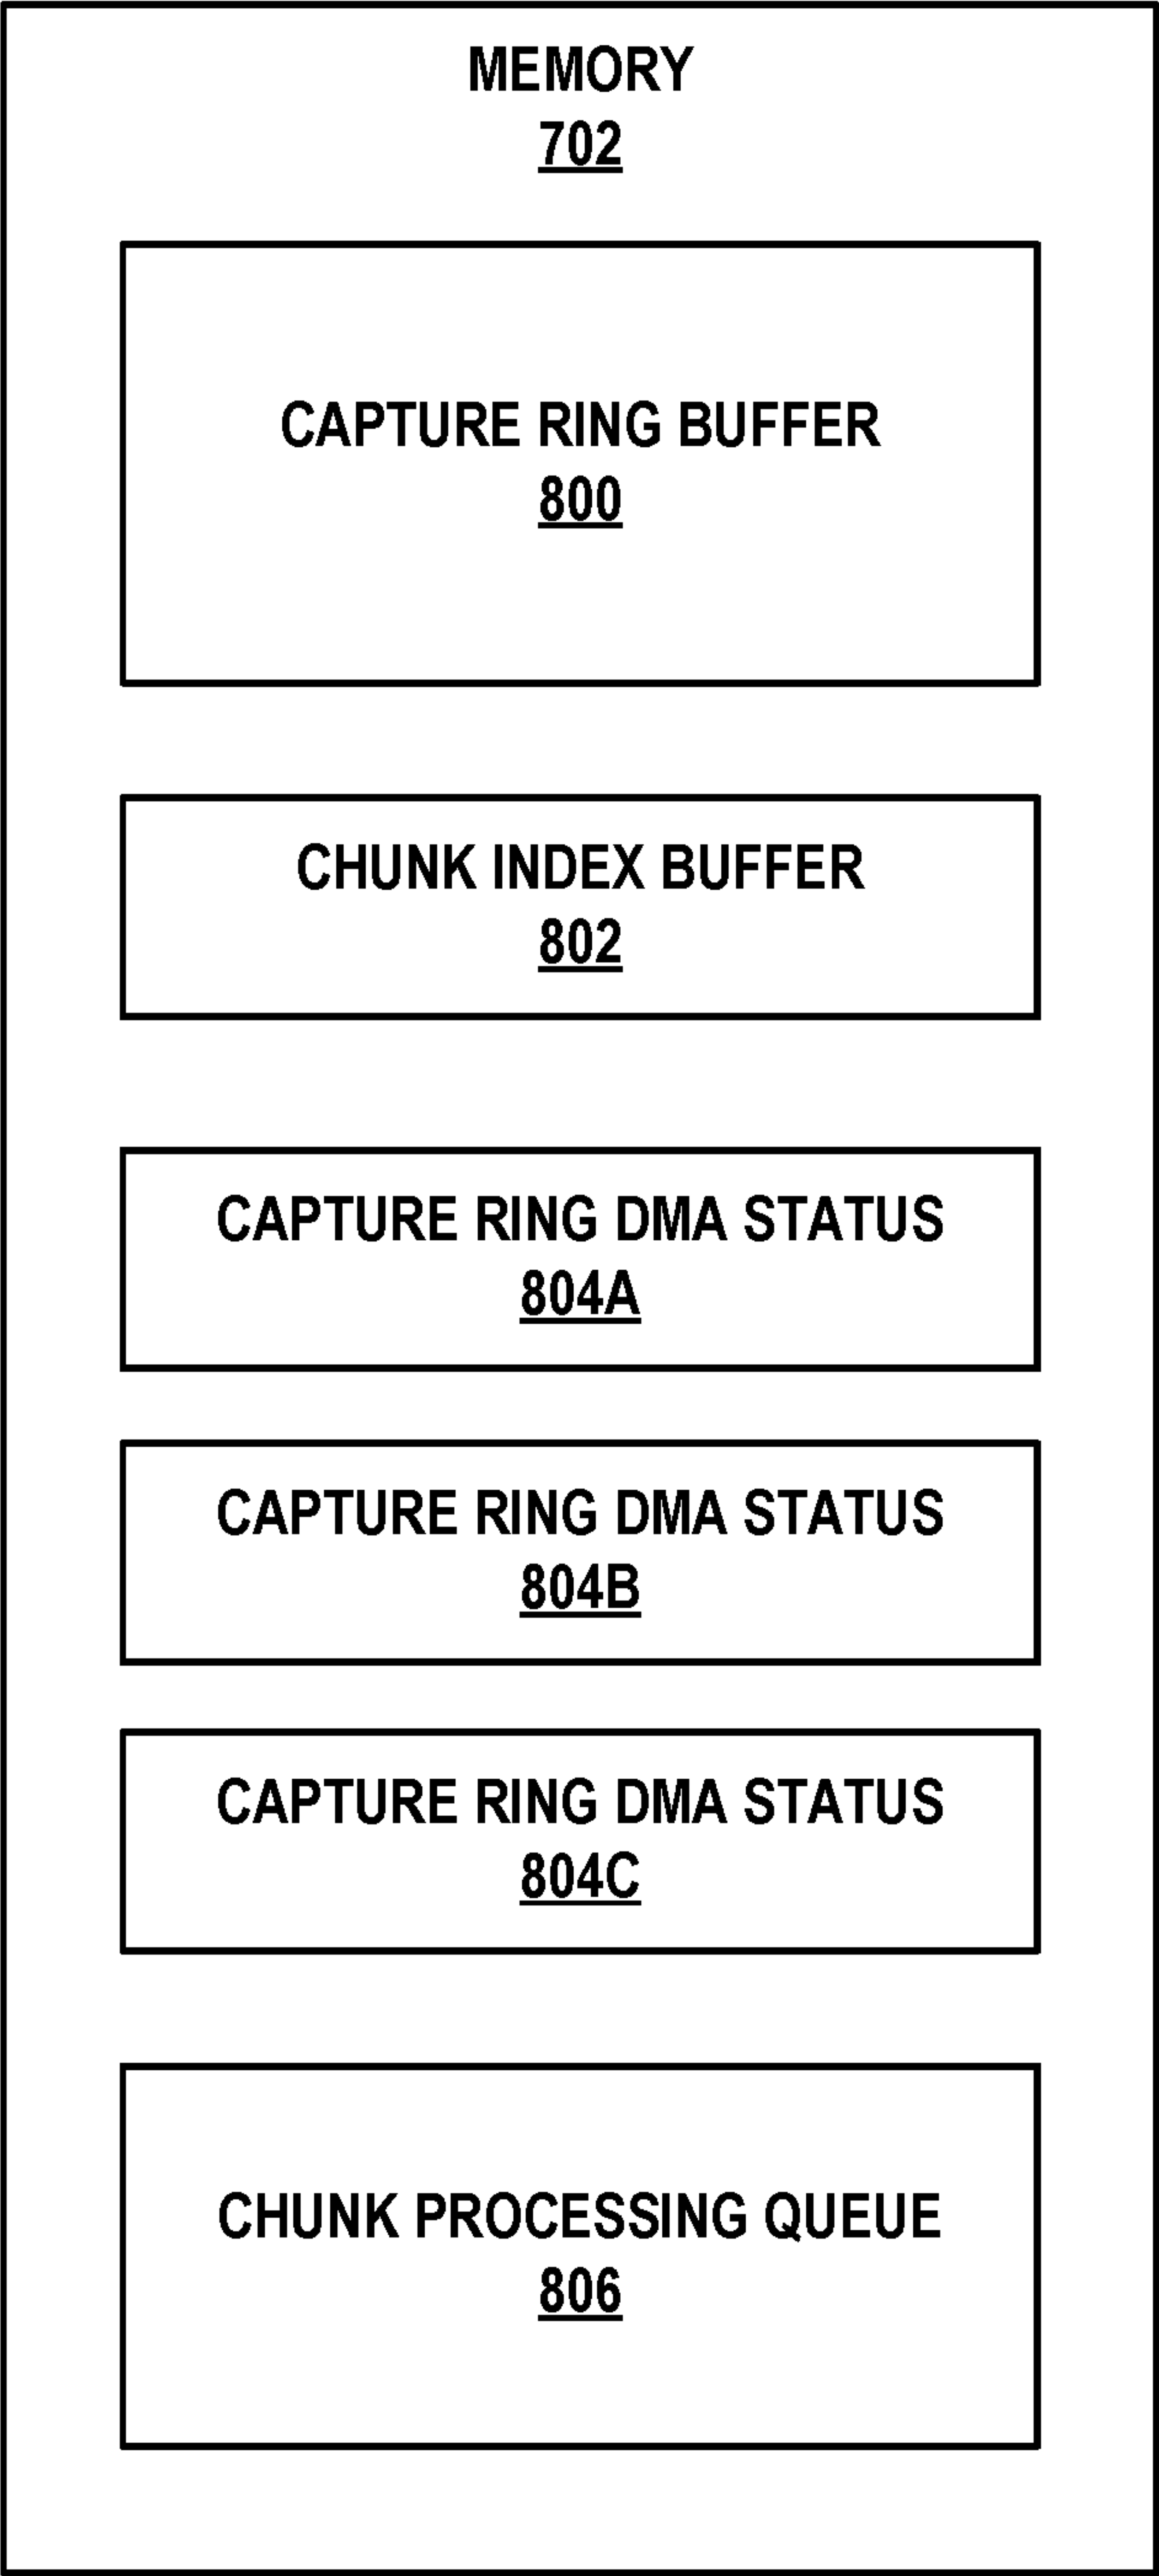 MEMORY
702
CAPTURE RING BUFFER
800
CHUNK INDEX BUFFER
802
CAPTURE RING DMA STATUS
804A
CAPTURE RING DMA STATUS
804B
CAPTURE RING DMA STATUS
804C
CHUNK PROCESSING QUEUE
806